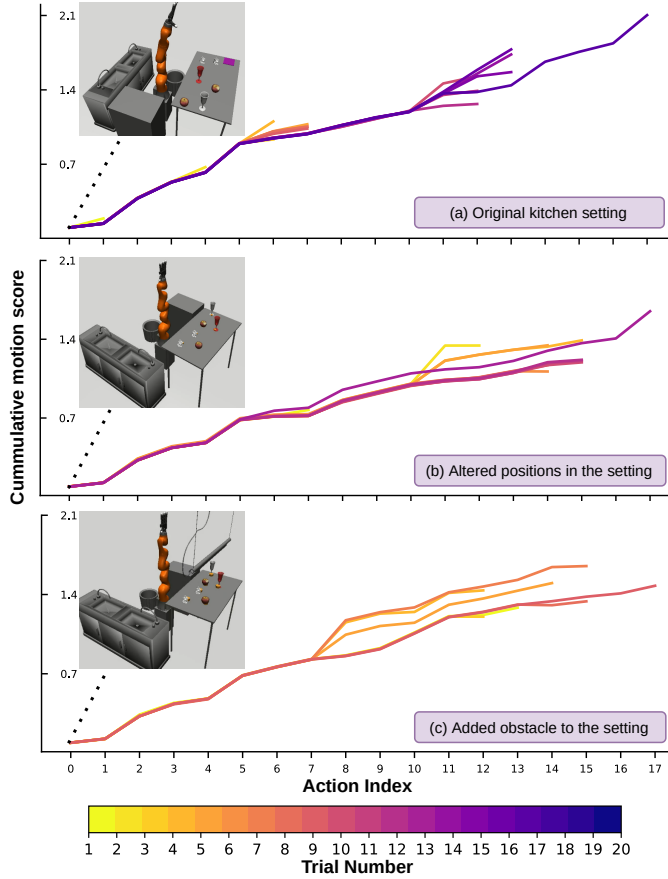 2.1
1.4
0.7
(a) Original kitchen setting
2.1
1.4
0.7
(b) Altered positions in the setting
Cummulative motion score
2.1
1.4
0.7
(c) Added obstacle to the setting
0 1 2 3 4 5 6 7 8 9 10 11 12 13 14 15 16 17
Action Index
1 2 3 4 5 6 7 8 9 10 11 12 13 14 15 16 17 18 19 20
Trial Number